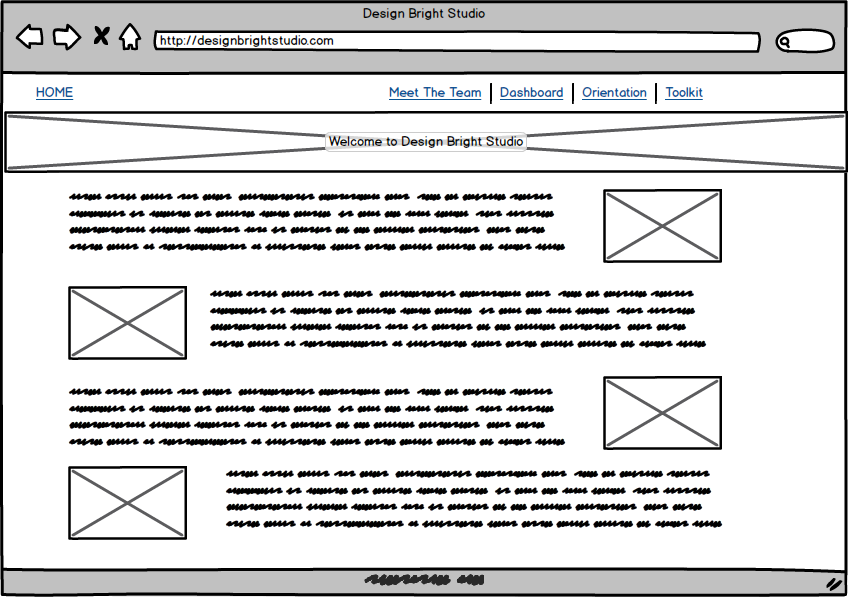 Design Bright Studio
http://designbrightstudio.com
HOME Meet The Team Dashboard Orientation Toolkit
Welcome to Design Bright Studio